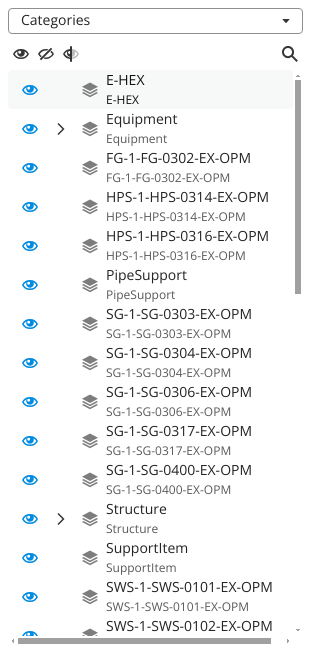 Categories
E-HEX
E-HEX
Equipment
Equipment
FG-1-FG-0302-EX-OPM
FG-1-FG-0302-EX-OPM
HPS-1-HPS-0314-EX-OPM
HPS-1-HPS-0314-EX-OPM
HPS-1-HPS-0316-EX-OPM
HPS-1-HPS-0316-EX-OPM
PipeSupport
PipeSupport
SG-1-SG-0303-EX-OPM
SG-1-SG-0303-EX-OPM
SG-1-SG-0304-EX-OPM
SG-1-SG-0304-EX-OPM
SG-1-SG-0306-EX-OPM
SG-1-SG-0306-EX-OPM
SG-1-SG-0317-EX-OPM
SG-1-SG-0317-EX-OPM
SG-1-SG-0400-EX-OPM
SG-1-SG-0400-EX-OPM
Structure
Structure
SupportItem
SupportItem
SWS-1-SWS-0101-EX-OPM
SWS-1-SWS-0101-EX-OPM
SWS-1-SWS-0102-EX-OPM